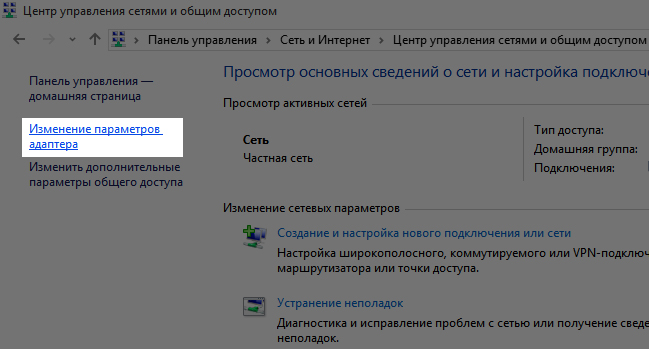 Центр управления сетями и общим доступом
Панель управления > Сеть и Интернет > Центр управления сетями и общим доступом
Панель управления —
домашняя страница
Изменение параметров
адаптера
Изменить дополнительные
параметры общего доступа
Просмотр основных сведений о сети и настройка подключе
Просмотр активных сетей
Сеть
Частная сеть
Тип доступа:
Домашняя группа:
Подключения:
Изменение сетевых параметров
Создание и настройка нового подключения или сети
Настройка широкополосного, коммутируемого или VPN-подключ
маршрутизатора или точки доступа.
Устранение неполадок
Диагностика и исправление проблем с сетью или получение сведе
неполадок.